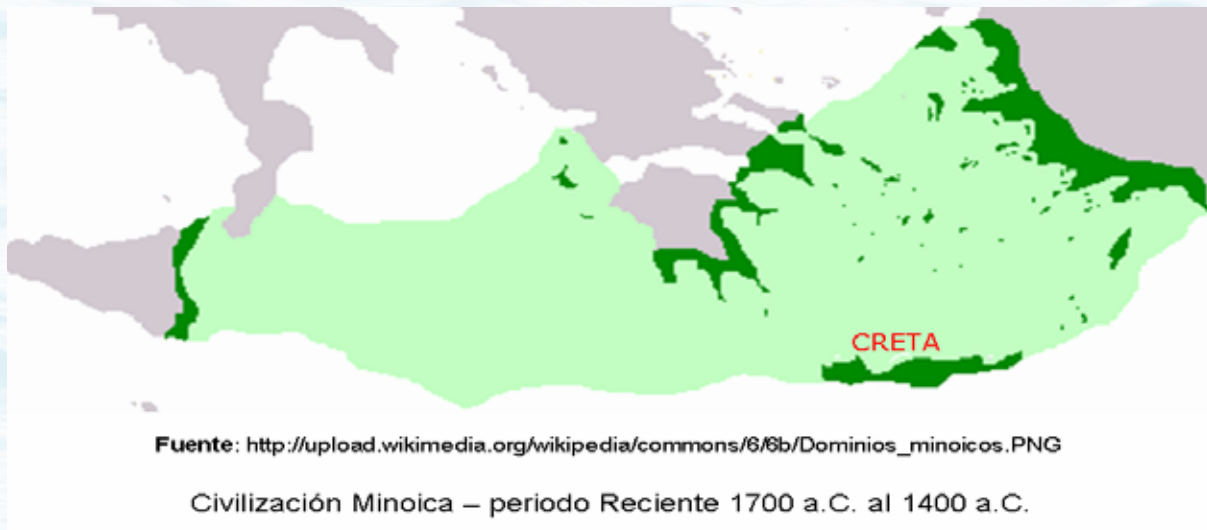 CRETA
Fuente: http://upload.wikimedia.org/wikipedia/commons/6/6b/Dominios_minoicos.PNG
Civilización Minoica – periodo Reciente 1700 a.C. al 1400 a.C.